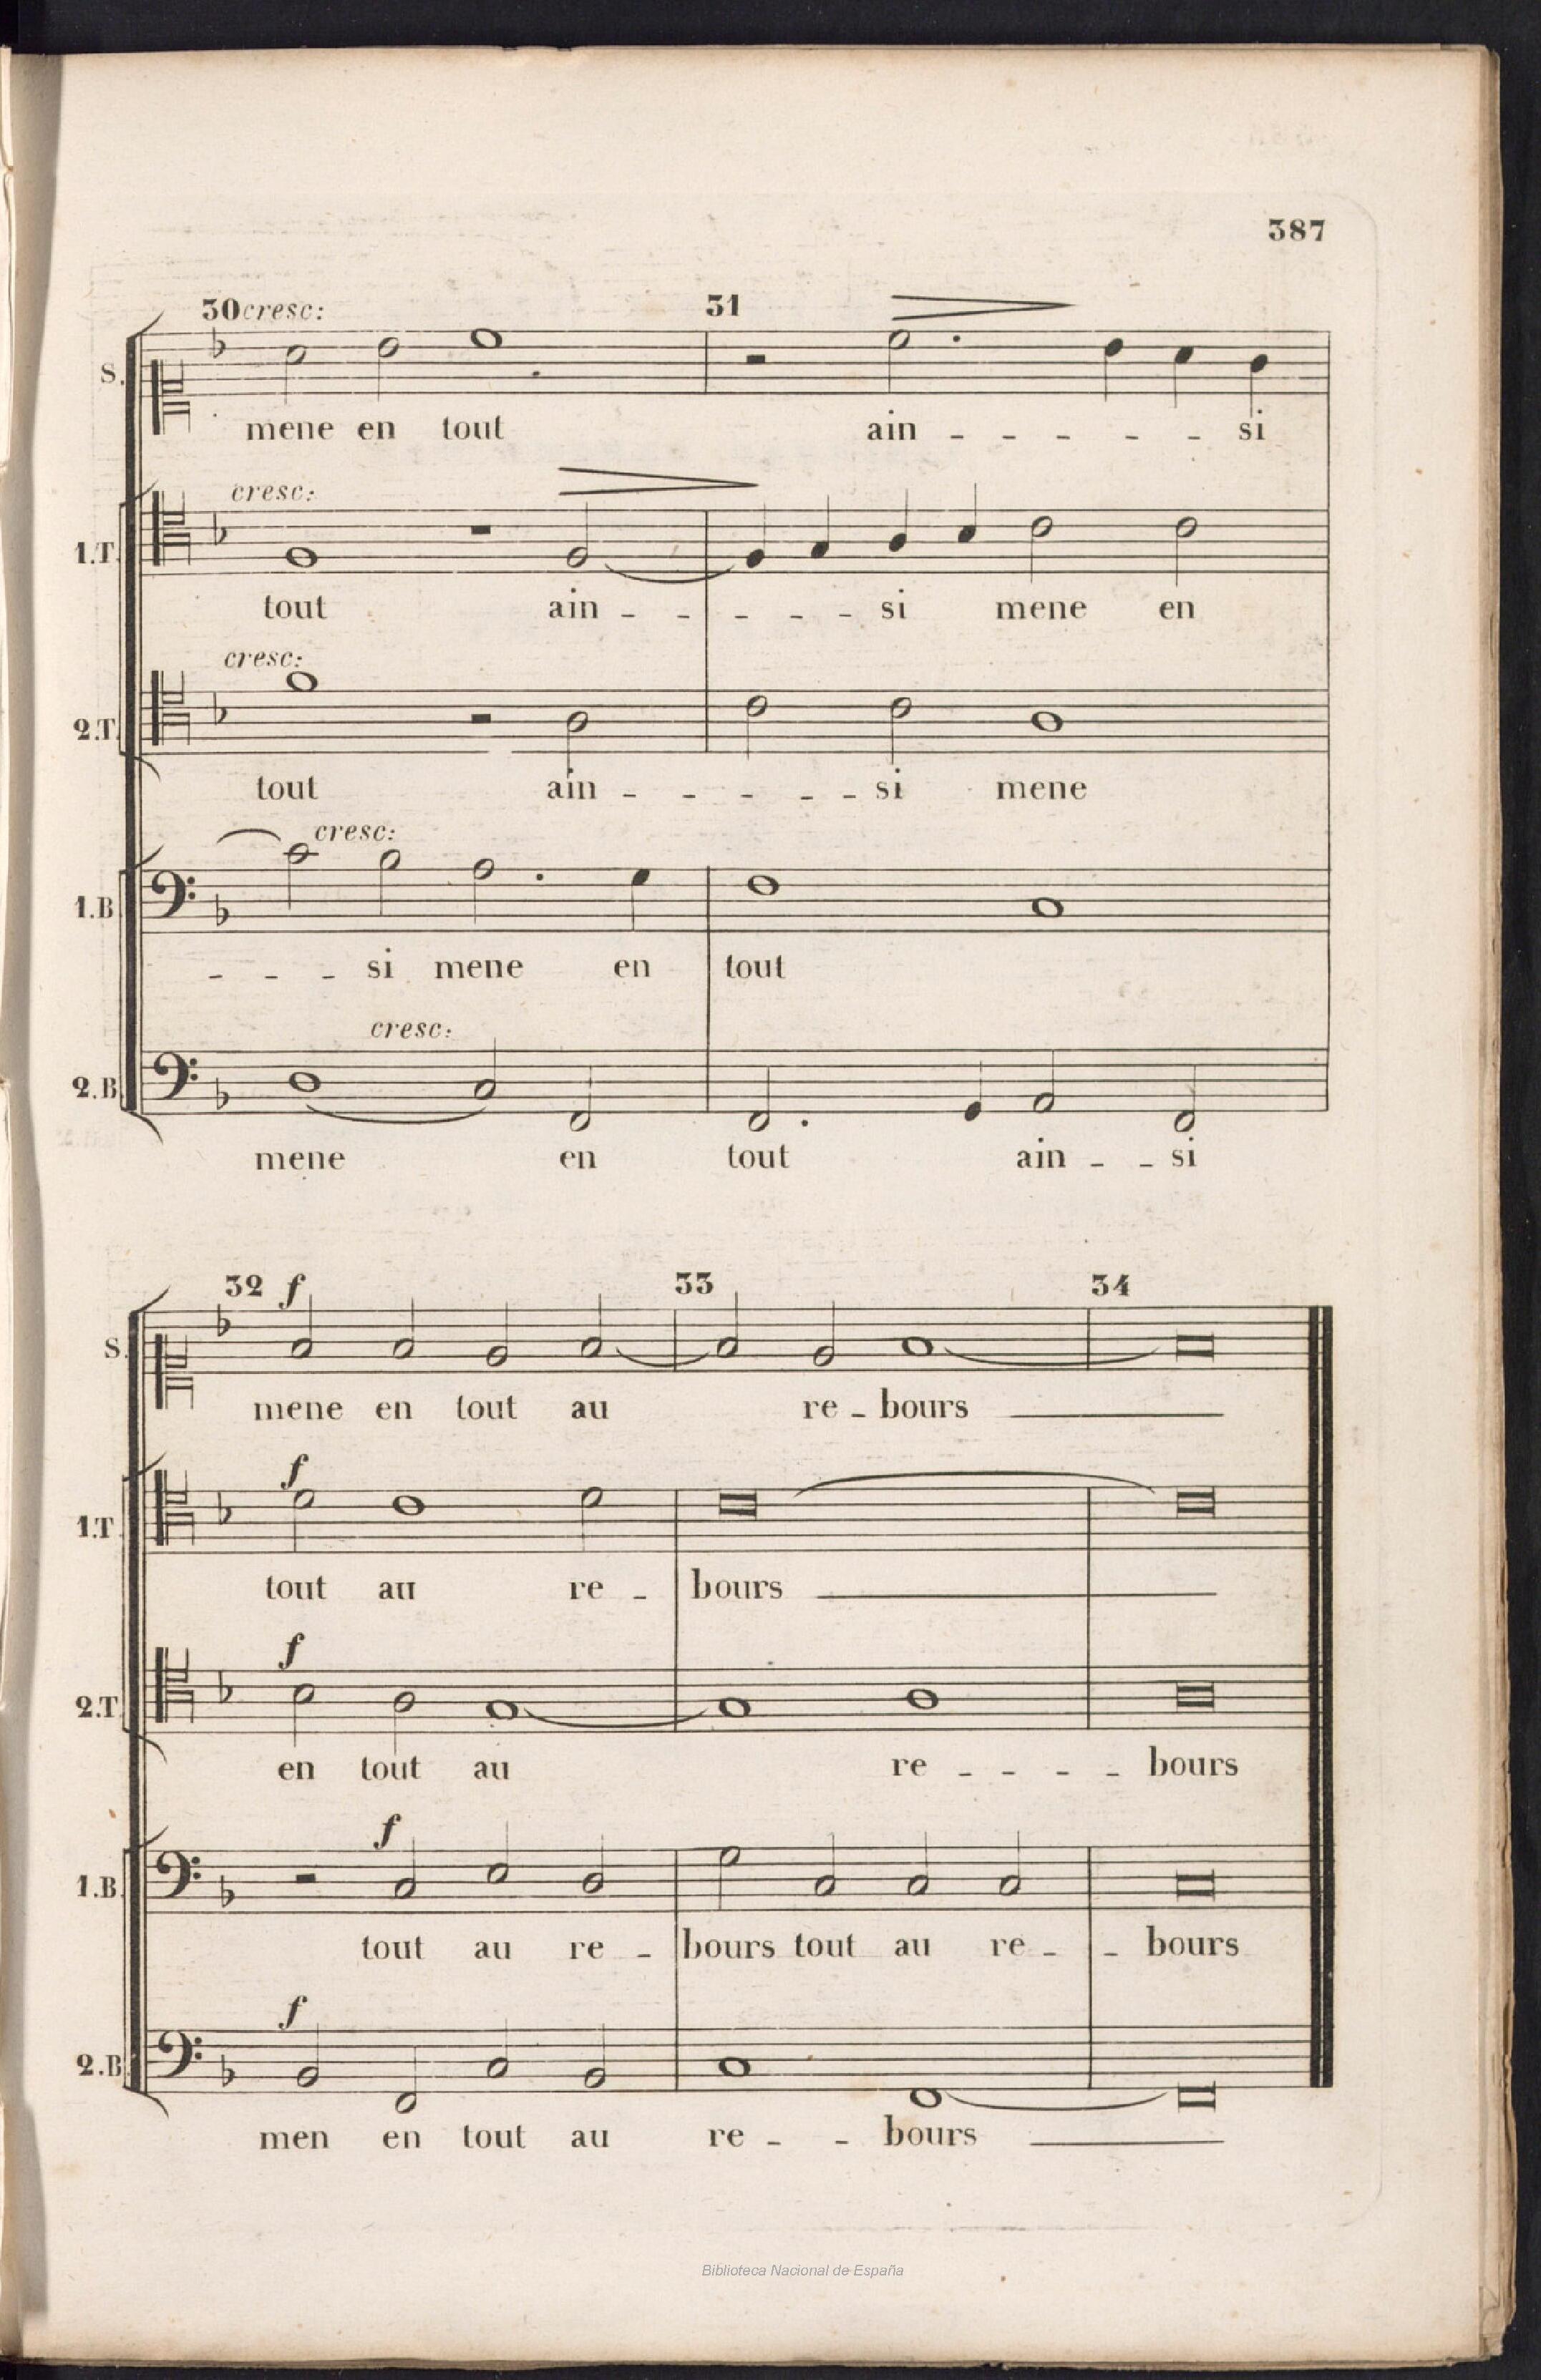 387
30 cresc: 31
S.
mene en tout ain - - - - - si
cresc:
1.T.
tout ain - - - - - si mene en
cresc:
2.T.
tout ain - - - - - si mene
cresc:
1.B
- - - si mene en tout
cresc:
2.B
mene en tout ain - - si
32 f 33 34
S.
mene en tout au re - bours
f
1.T
tout au re - bours
f
2.T
en tout au re - - - - bours
f
1.B.
tout au re - bours tout au re - - bours
f
2.B
men en tout au re - - bours
Biblioteca Nacional de España